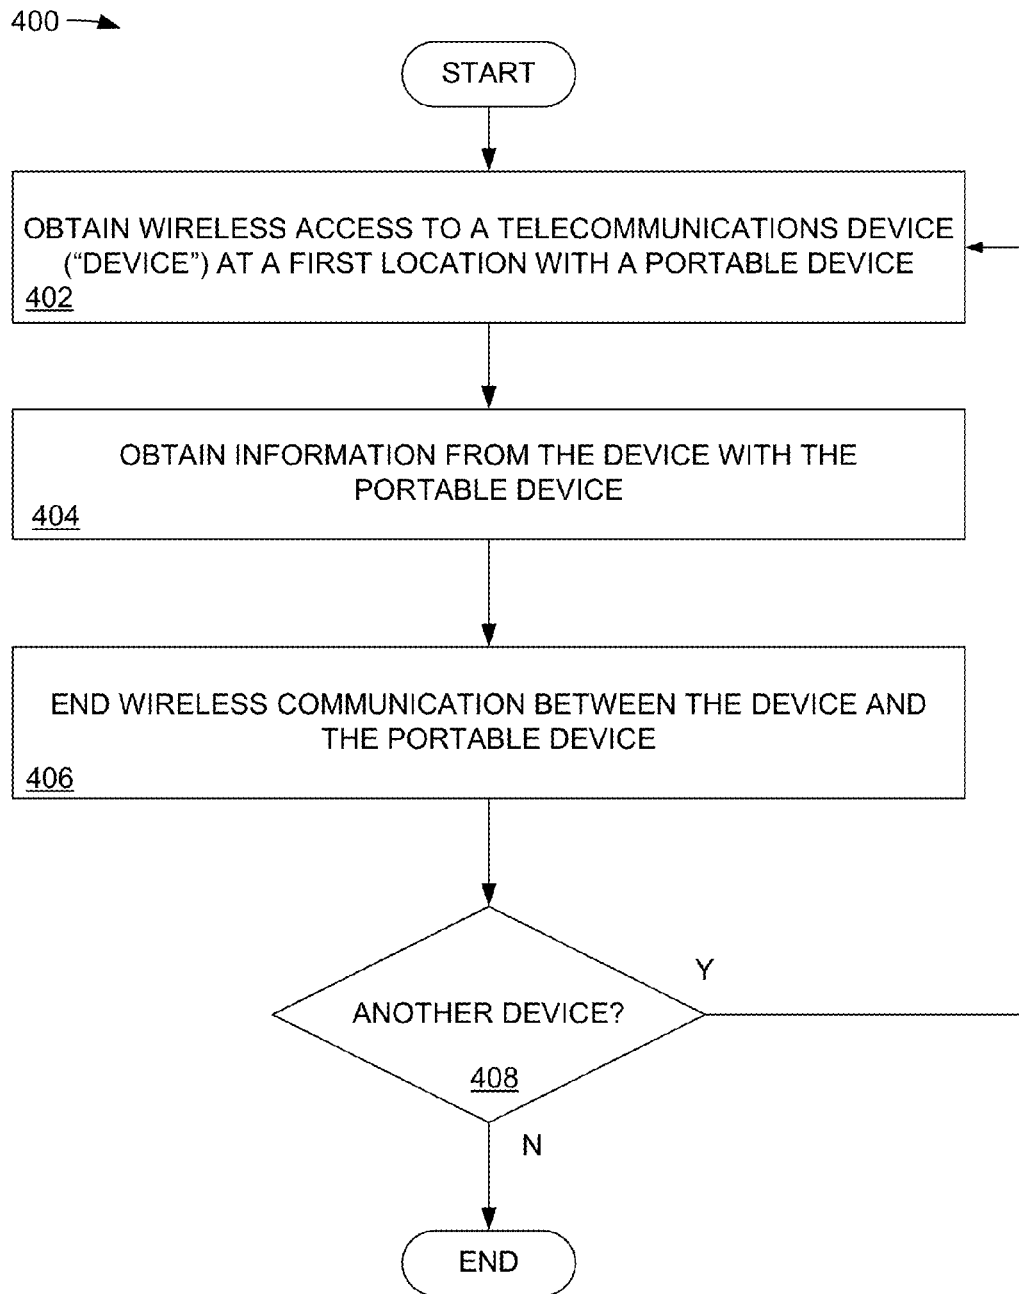 400
START
OBTAIN WIRELESS ACCESS TO A TELECOMMUNICATIONS DEVICE
(“DEVICE”) AT A FIRST LOCATION WITH A PORTABLE DEVICE
402
OBTAIN INFORMATION FROM THE DEVICE WITH THE
PORTABLE DEVICE
404
END WIRELESS COMMUNICATION BETWEEN THE DEVICE AND
THE PORTABLE DEVICE
406
Y
ANOTHER DEVICE?
408
N
END